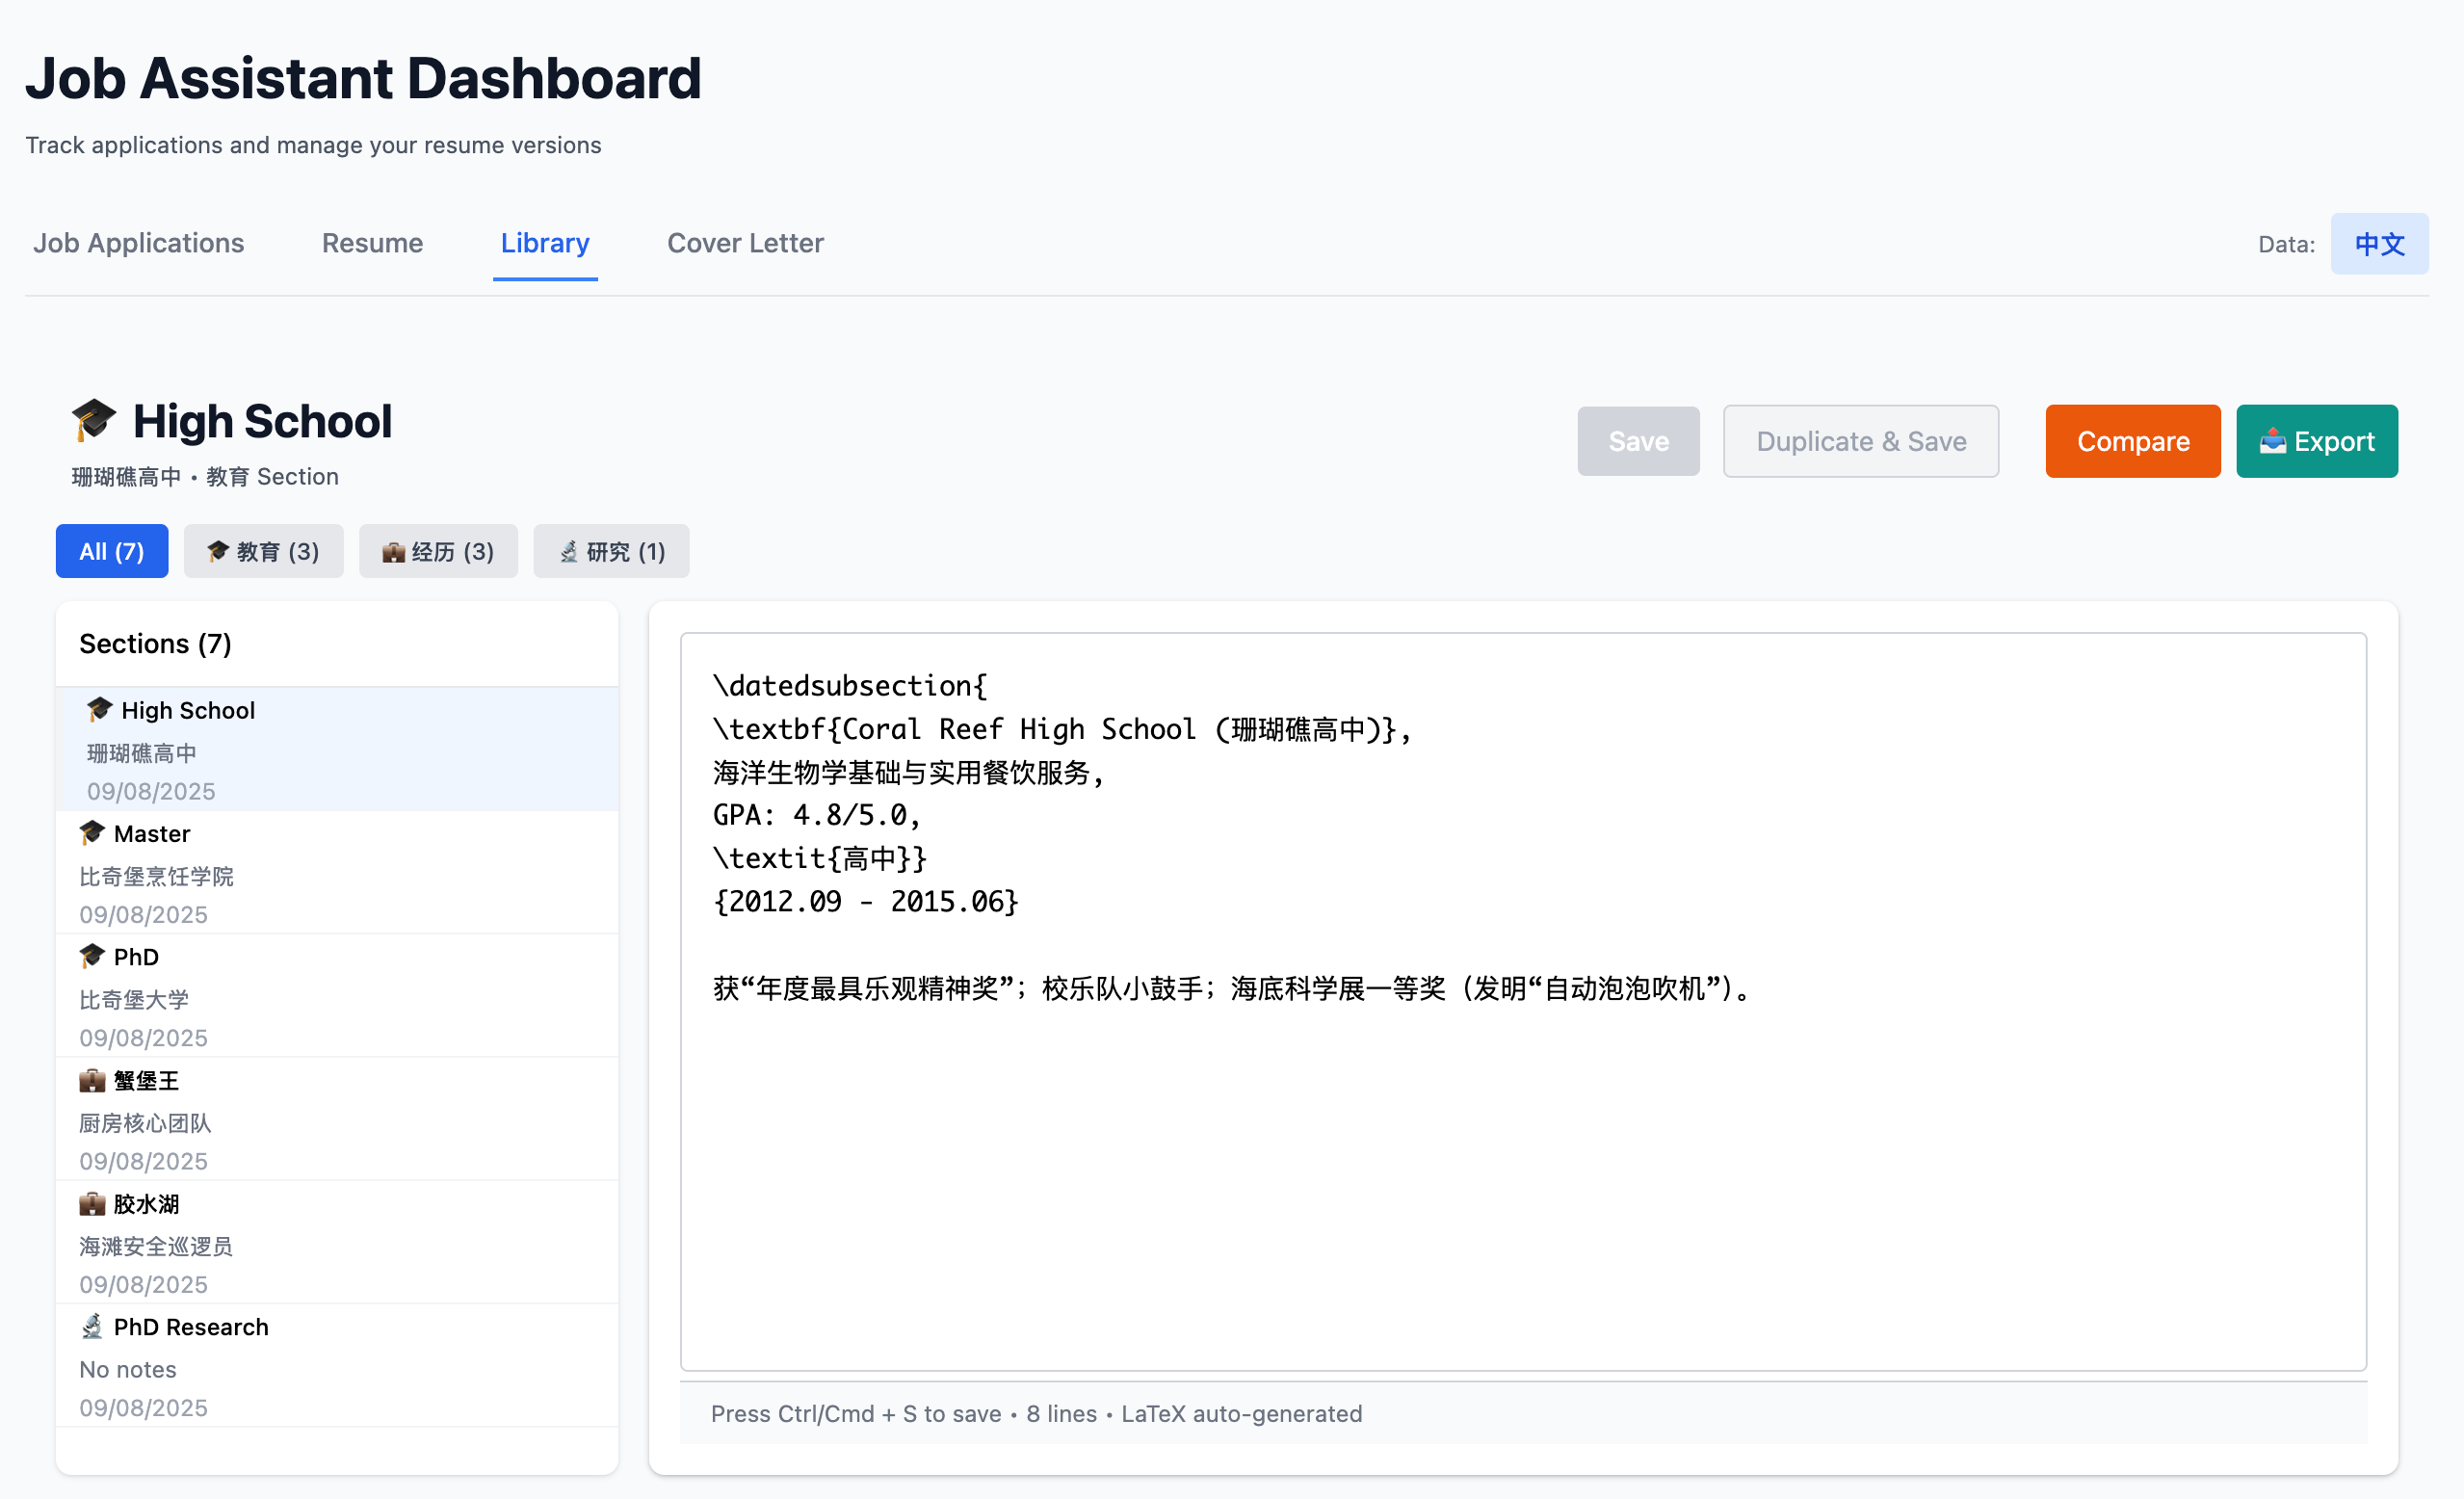 Job Assistant Dashboard
Track applications and manage your resume versions
Job Applications Resume Library Cover Letter Data: 中文
🎓 High School
珊瑚礁高中 • 教育 Section
Save Duplicate & Save Compare 📤 Export
All (7) 🎓 教育 (3) 💼 经历 (3) 🔬 研究 (1)
Sections (7)
🎓 High School
珊瑚礁高中
09/08/2025
🎓 Master
比奇堡烹饪学院
09/08/2025
🎓 PhD
比奇堡大学
09/08/2025
💼 蟹堡王
厨房核心团队
09/08/2025
💼 胶水湖
海滩安全巡逻员
09/08/2025
🔬 PhD Research
No notes
09/08/2025
\datedsubsection{
\textbf{Coral Reef High School (珊瑚礁高中)},
海洋生物学基础与实用餐饮服务,
GPA: 4.8/5.0,
\textit{高中}}
{2012.09 - 2015.06}
获“年度最具乐观精神奖”；校乐队小鼓手；海底科学展一等奖（发明“自动泡泡吹机”）。
Press Ctrl/Cmd + S to save • 8 lines • LaTeX auto-generated